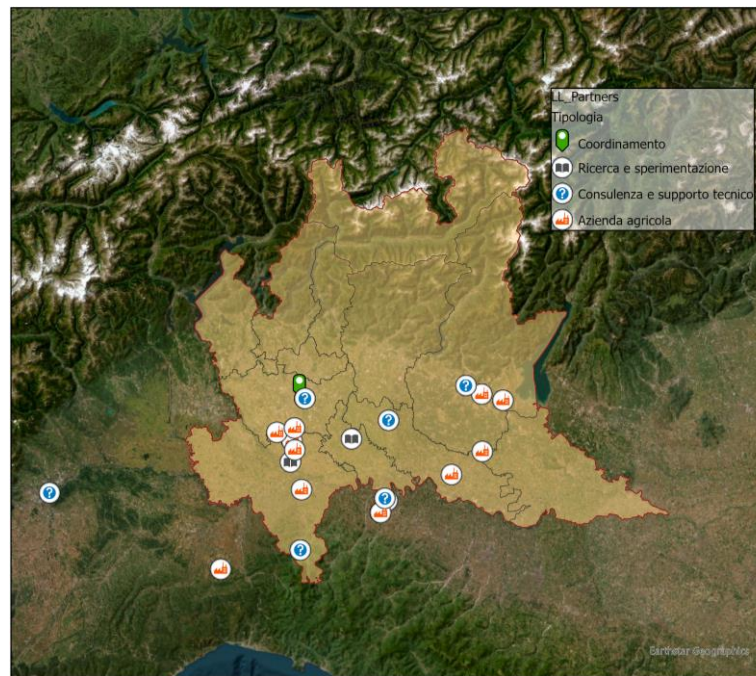 LL_Partners
Tipologia
Coordinamento
Ricerca e sperimentazione
Consulenza e supporto tecnico
Azienda agricola
Earthstar Geographics